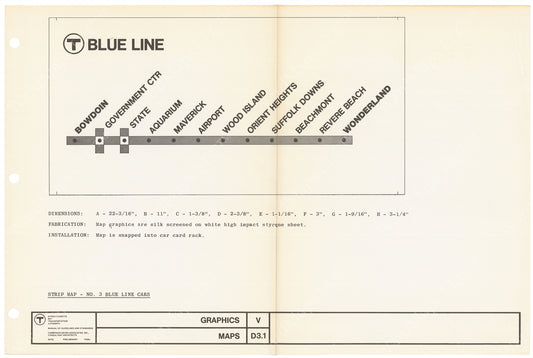 T BLUE LINE
BOWDOIN
GOVERNMENT CTR
STATE
AQUARIUM
MAVERICK
AIRPORT
WOOD ISLAND
ORIENT HEIGHTS
SUFFOLK DOWNS
BEACHMONT
REVERE BEACH
WONDERLAND
DIMENSIONS: A - 22-3/16", B - 11", C - 1-3/8", D - 2-3/8", E - 1-1/16", F - 3", G - 1-9/16", H - 3-1/4"
FABRICATION: Map graphics are silk screened on white high impact styrque sheet.
INSTALLATION: Map is snapped into car card rack.
STRIP MAP - NO. 3 BLUE LINE CARS
T
GRAPHICS V
MAPS D3.1